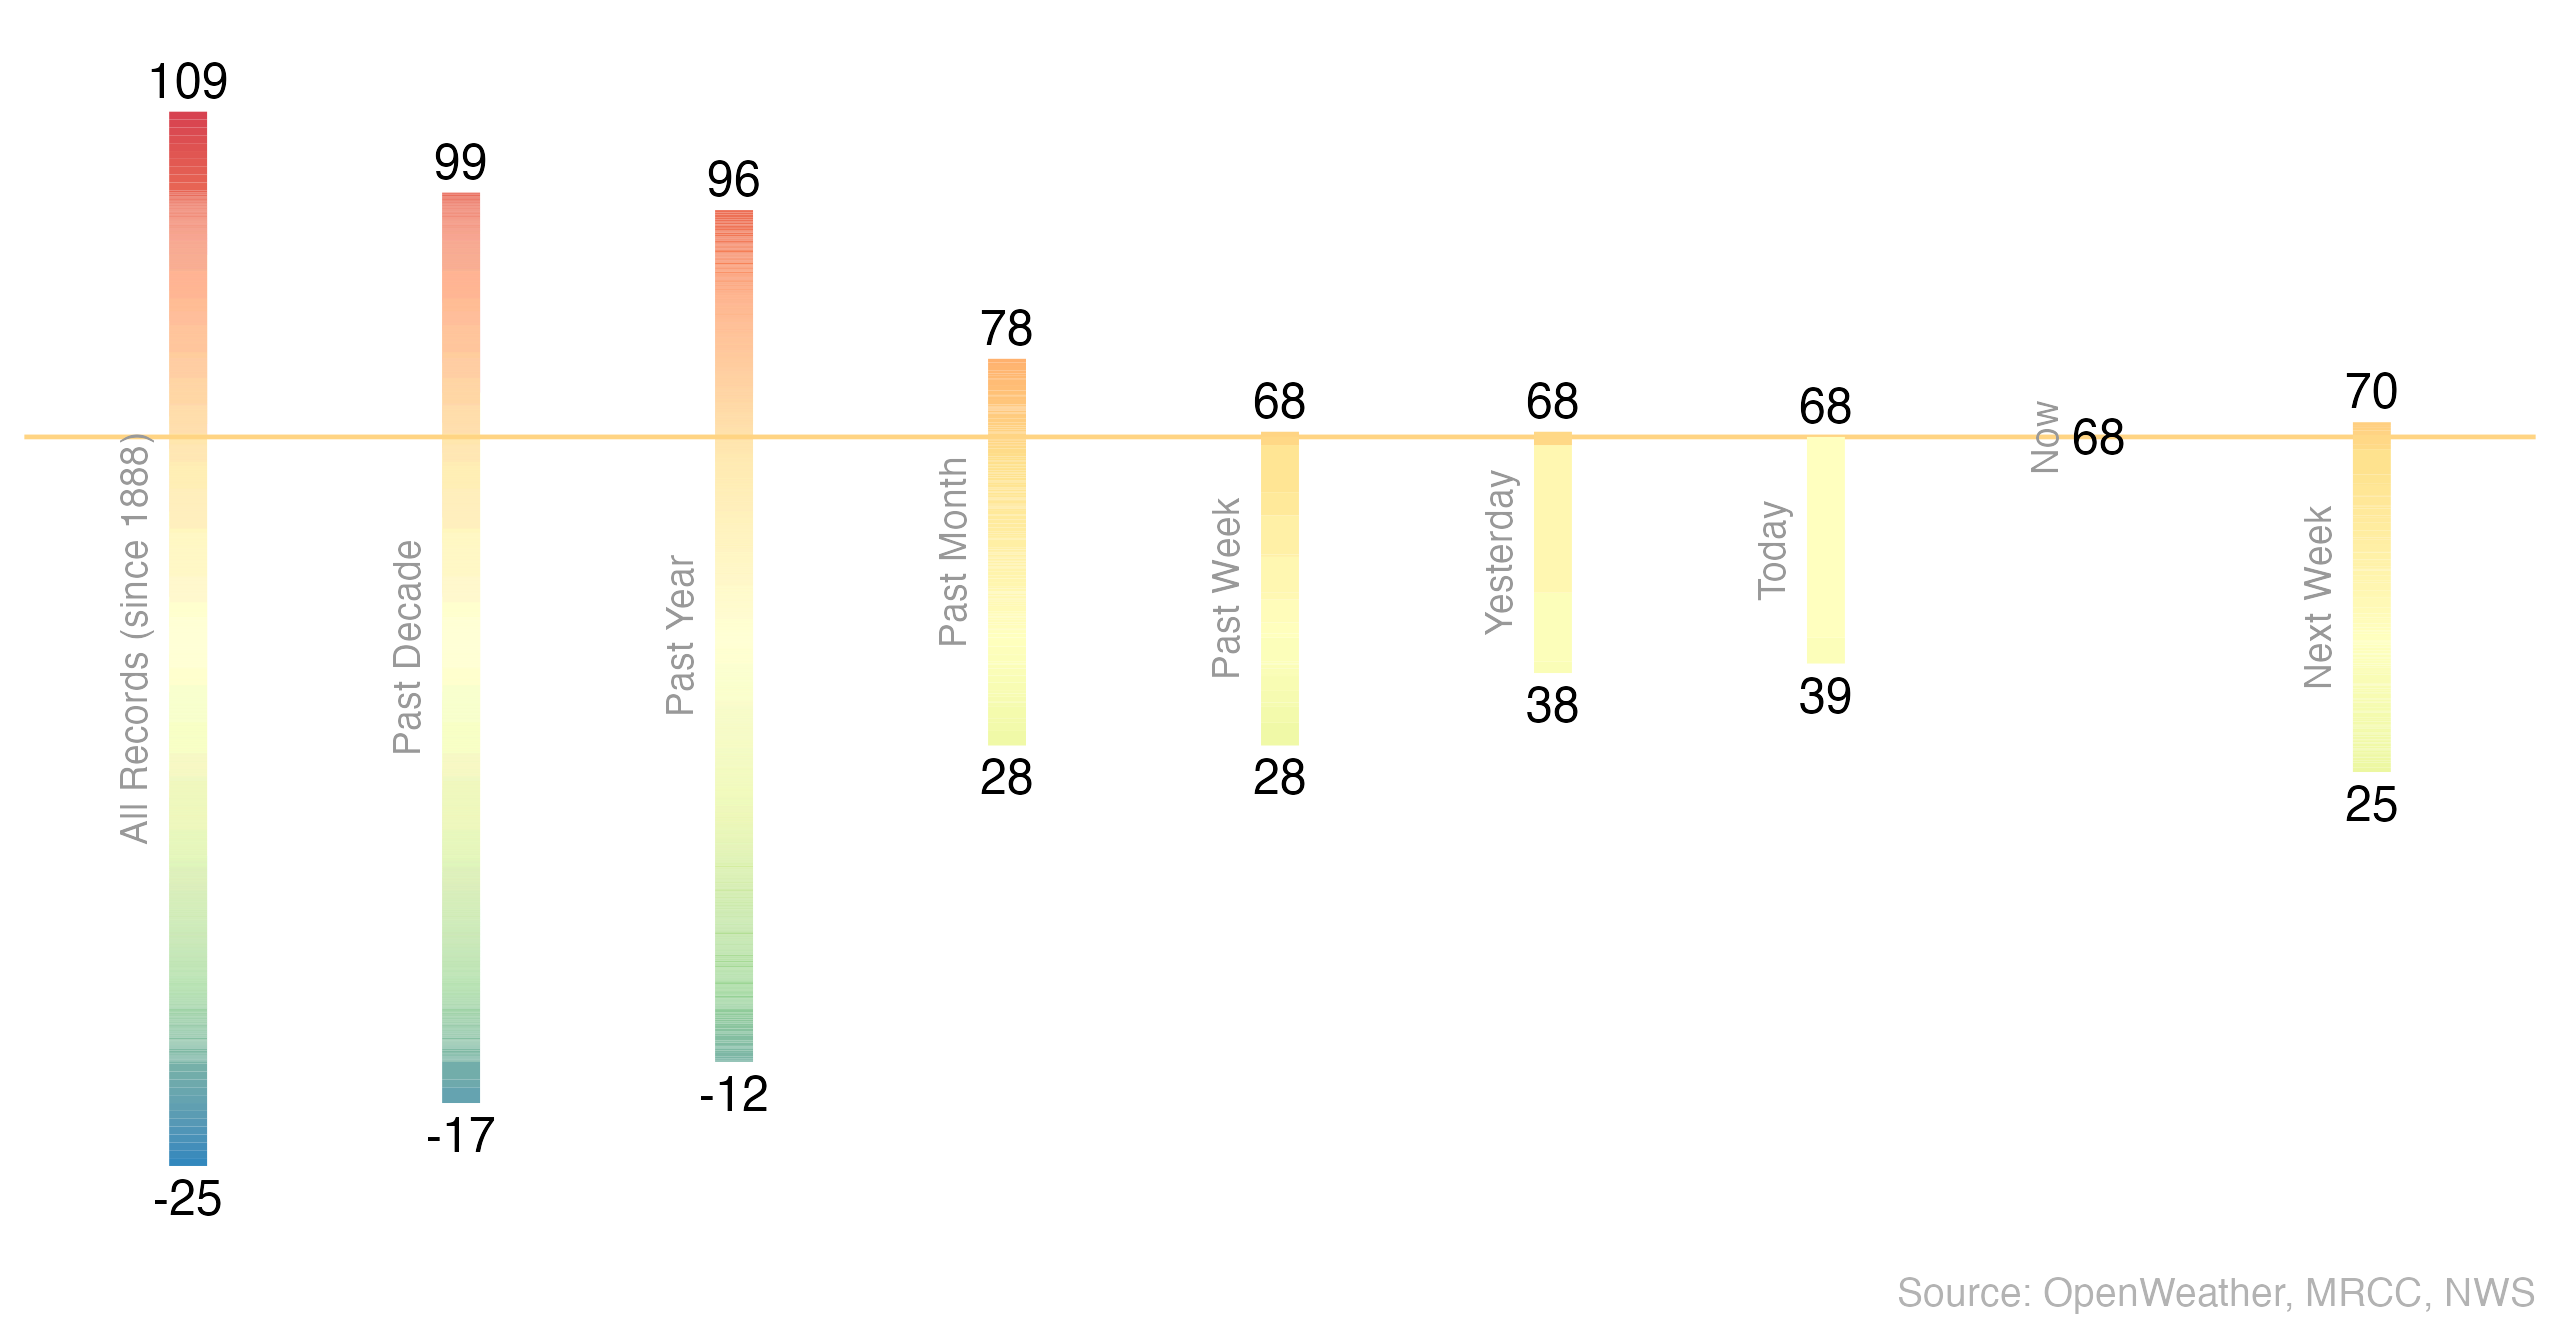 109
All Records (since 1888)
-25
99
Past Decade
-17
96
Past Year
-12
78
Past Month
28
68
Past Week
28
68
Yesterday
38
68
Today
39
Now
68
70
Next Week
25
Source: OpenWeather, MRCC, NWS